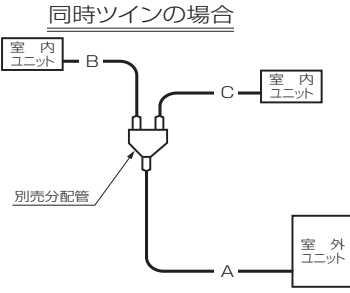 同時ツインの場合
室 内
ユニット
B
室 内
ユニット
C
別売分配管
室 外
ユニット
A